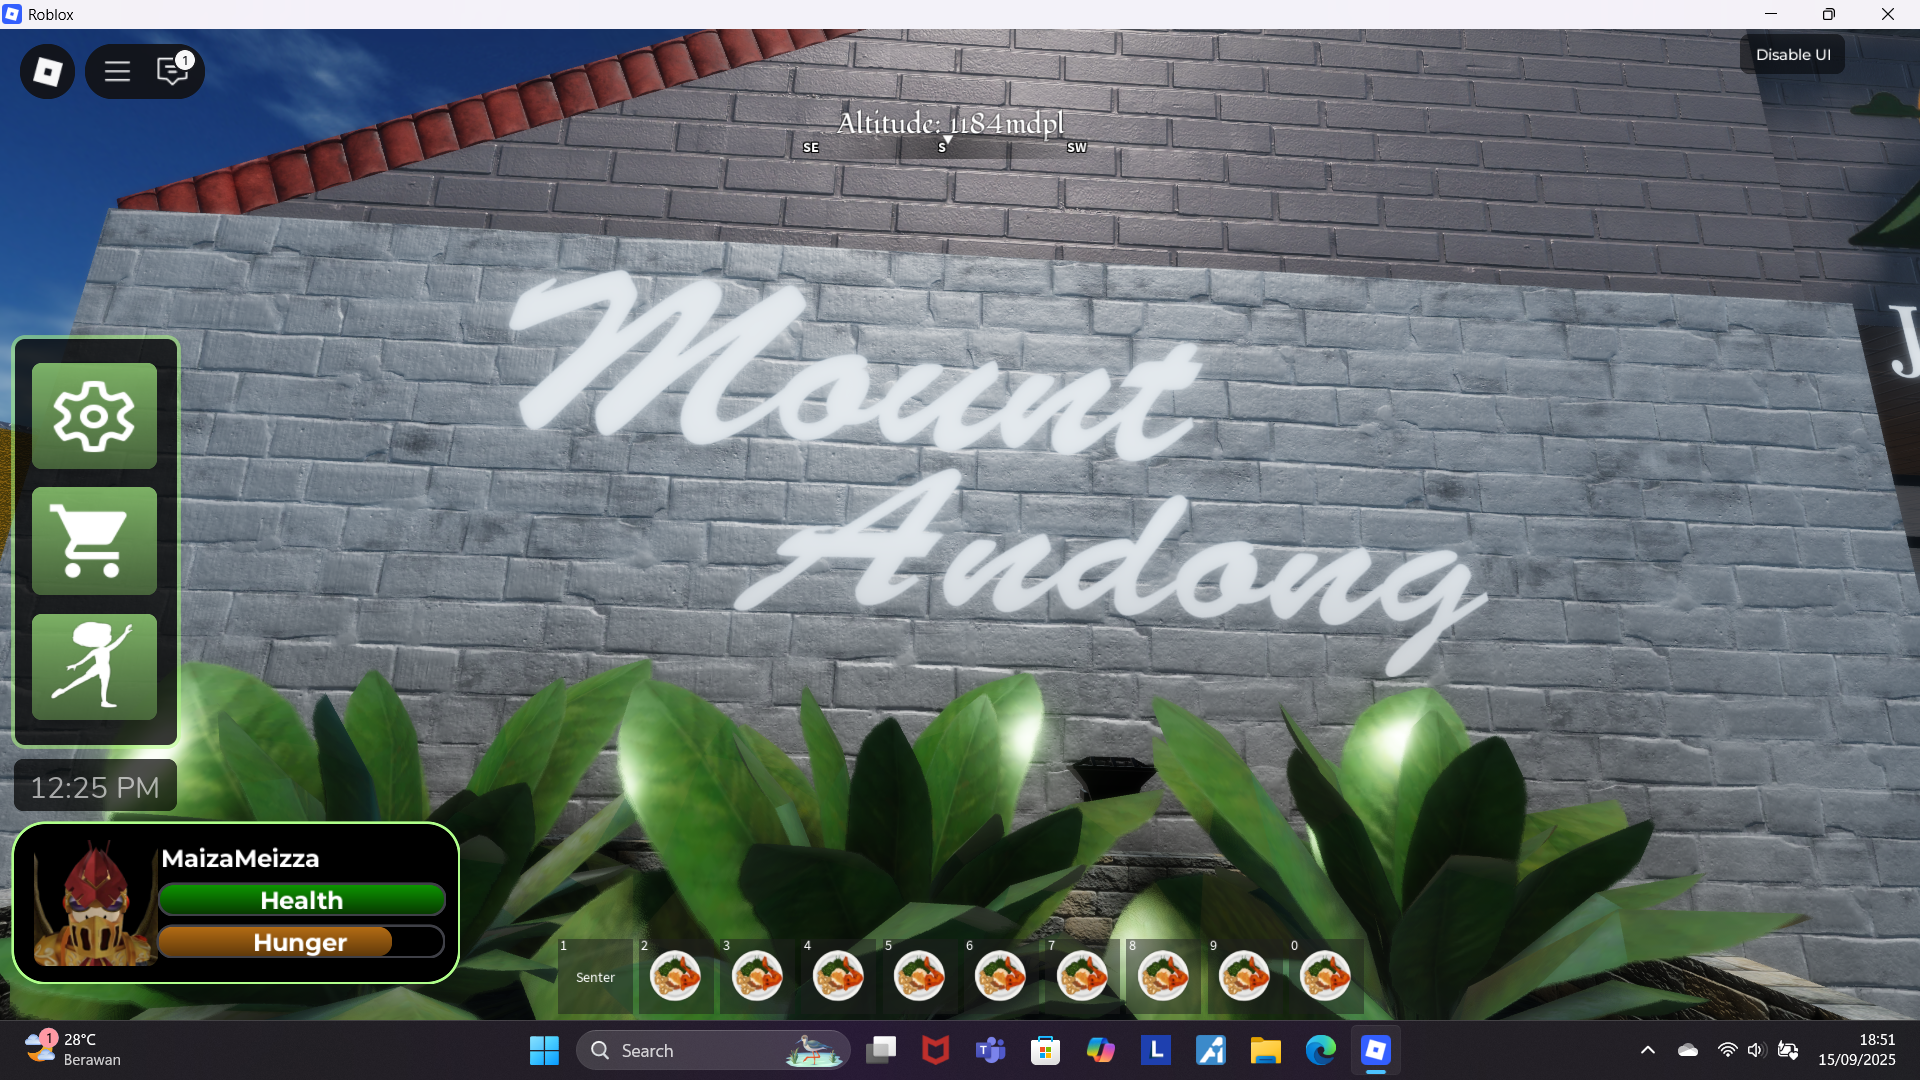 Roblox
1
Disable UI
Altitude: 1184mdpl
SE
S
SW
J
Mount
Andong
12:25 PM
MaizaMeizza
Health
Hunger
1
2
3
4
5
6
7
8
9
0
Senter
1
28°C
Berawan
Search
L
18:51
15/09/2025